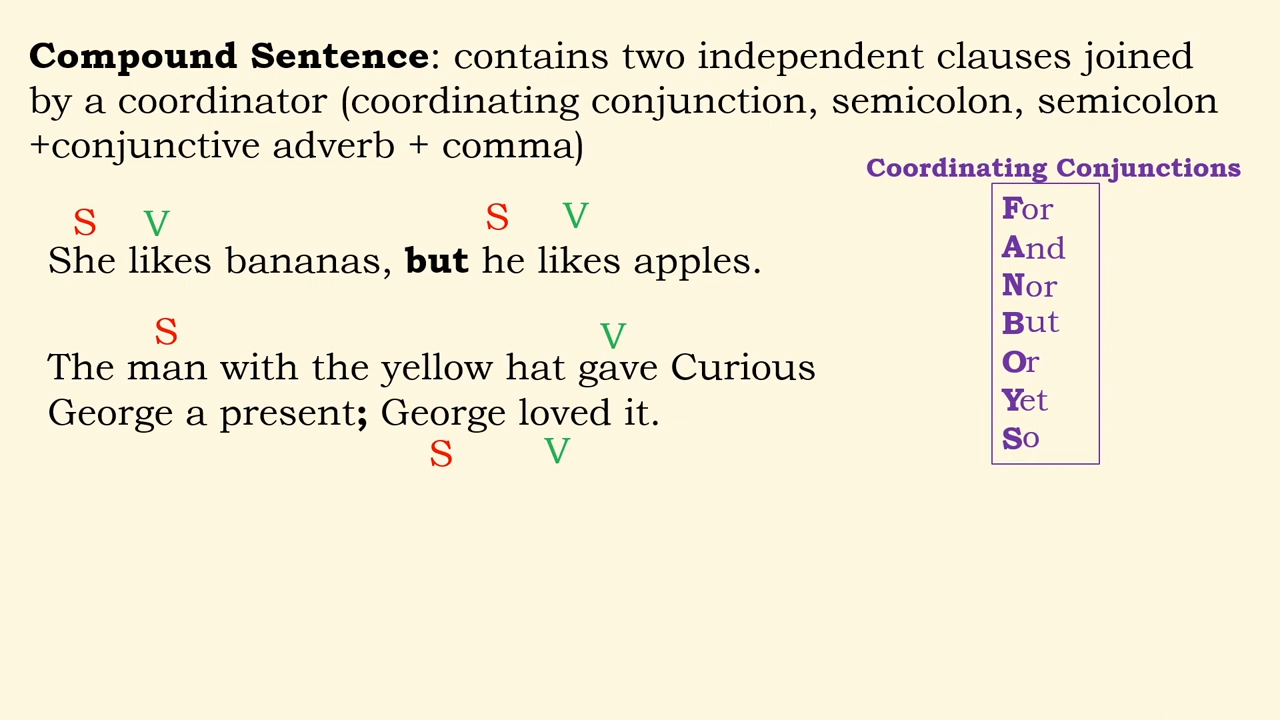 Compound Sentence: contains two independent clauses joined
by a coordinator (coordinating conjunction, semicolon, semicolon
+conjunctive adverb + comma)
Coordinating Conjunctions
For
And
Nor
But
Or
Yet
So
S V S V
She likes bananas, but he likes apples.
S V
The man with the yellow hat gave Curious
George a present; George loved it.
S V